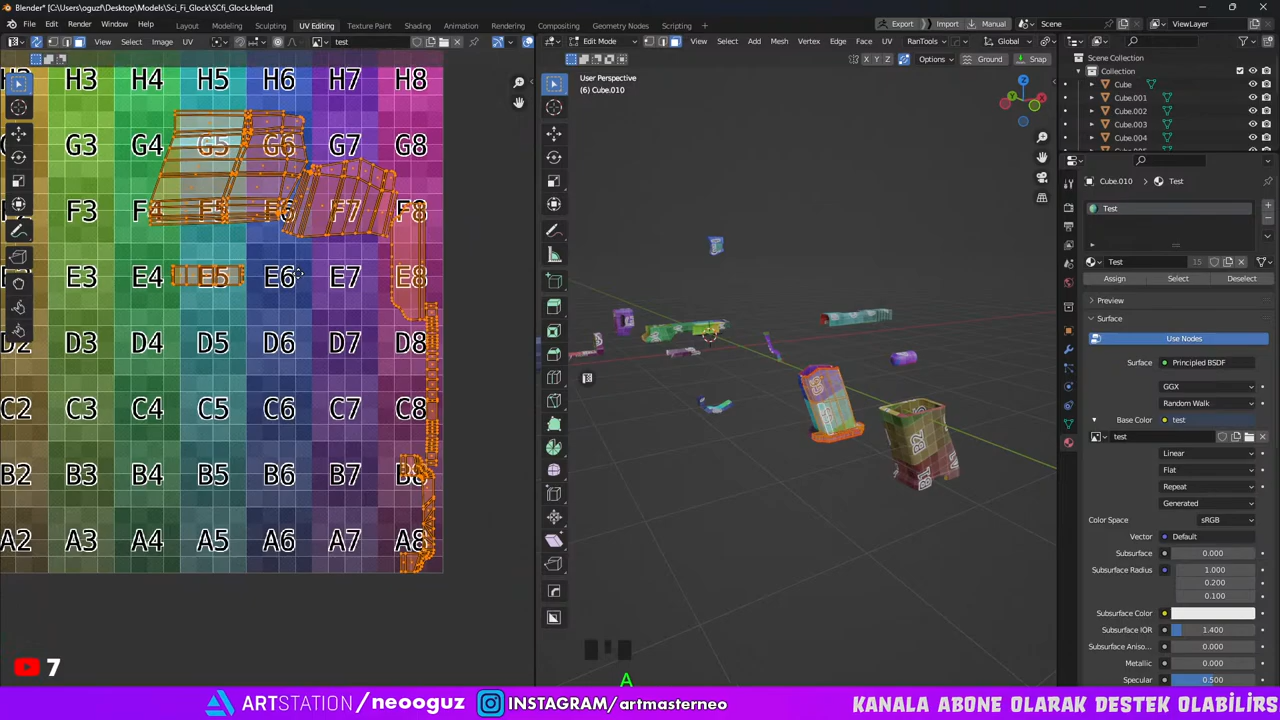 Blender* [C:\Users\oguzf\Desktop\Models\Sci_Fi_Glock\SCfi_Glock.blend]
File Edit Render Window Help Layout Modeling Sculpting UV Editing Texture Paint Shading Animation Rendering Compositing Geometry Nodes Scripting + Export Import Manual Scene ViewLayer
View Select Image UV test
Edit Mode View Select Add Mesh Vertex Edge Face UV RanTools Global
X Y Z Options Ground Snap
User Perspective
(6) Cube.010
Z
X
Y
Scene Collection
Collection
Cube
Cube.001
Cube.002
Cube.003
Cube.004
Cube.010 Test
Test
Test 15
Assign Select Deselect
Preview
Surface
Use Nodes
Surface Principled BSDF
GGX
Random Walk
Base Color test
test
Linear
Flat
Repeat
Generated
Color Space sRGB
Vector Default
Subsurface 0.000
Subsurface Radius 1.000
0.200
0.100
Subsurface Color
Subsurface IOR 1.400
Subsurface Aniso... 0.000
Metallic 0.000
Specular 0.500
H3 H4 H5 H6 H7 H8
G3 G4 G5 G6 G7 G8
F3 F4 F5 F6 F7 F8
E3 E4 E5 E6 E7 E8
D2 D3 D4 D5 D6 D7 D8
C2 C3 C4 C5 C6 C7 C8
B2 B3 B4 B5 B6 B7 B8
A2 A3 A4 A5 A6 A7 A8
A
7
ARTSTATION/neooguz INSTAGRAM/artmasterneo KANALA ABONE OLARAK DESTEK OLABİLİRS